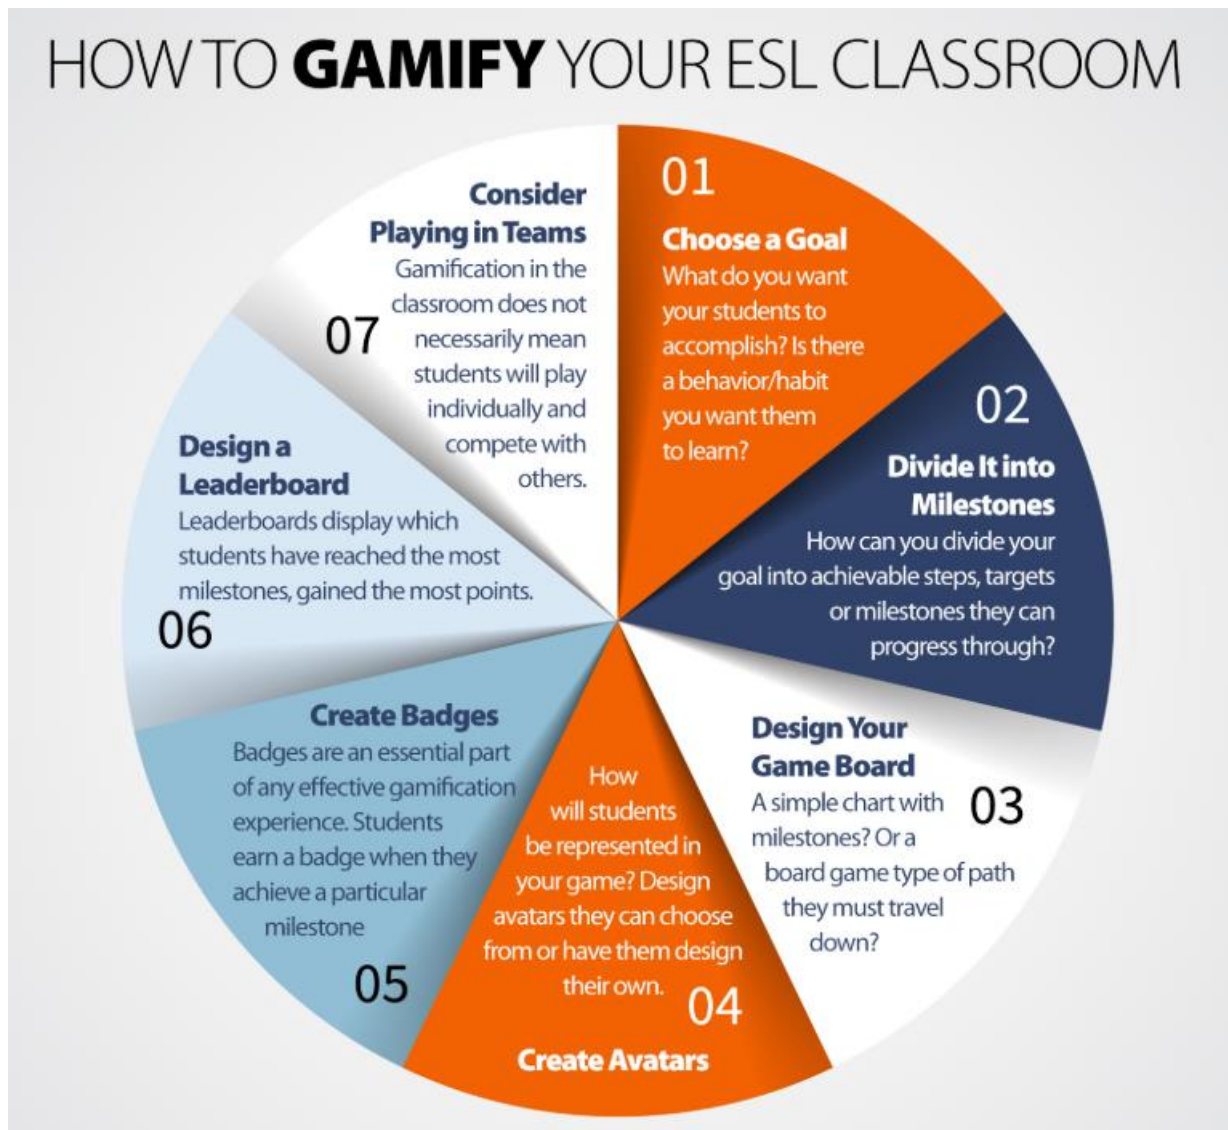 HOW TO GAMIFY YOUR ESL CLASSROOM
01
Choose a Goal
What do you want
your students to
accomplish? Is there
a behavior/habit
you want them
to learn?
02
Divide It into
Milestones
How can you divide your
goal into achievable steps, targets
or milestones they can
progress through?
Design Your
Game Board
03
A simple chart with
milestones? Or a
board game type of path
they must travel
down?
How
will students
be represented in
your game? Design
avatars they can choose
from or have them design
their own.
04
Create Avatars
Create Badges
Badges are an essential part
of any effective gamification
experience. Students
earn a badge when they
achieve a particular
milestone
05
Design a
Leaderboard
Leaderboards display which
students have reached the most
milestones, gained the most points.
06
Consider
Playing in Teams
Gamification in the
classroom does not
07
necessarily mean
students will play
individually and
compete with
others.